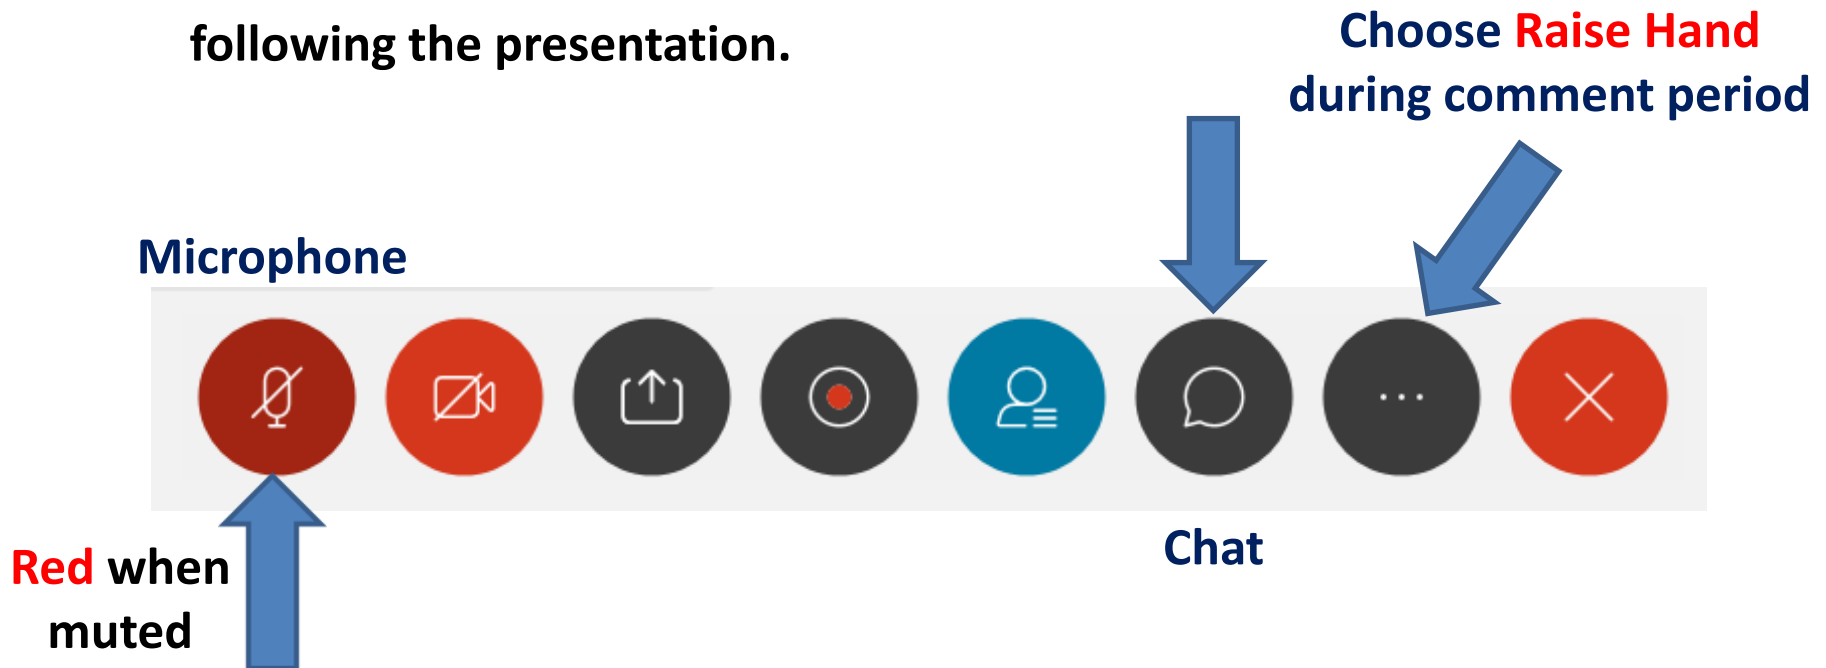 following the presentation.
Choose Raise Hand
during comment period
Microphone
Chat
Red when
muted